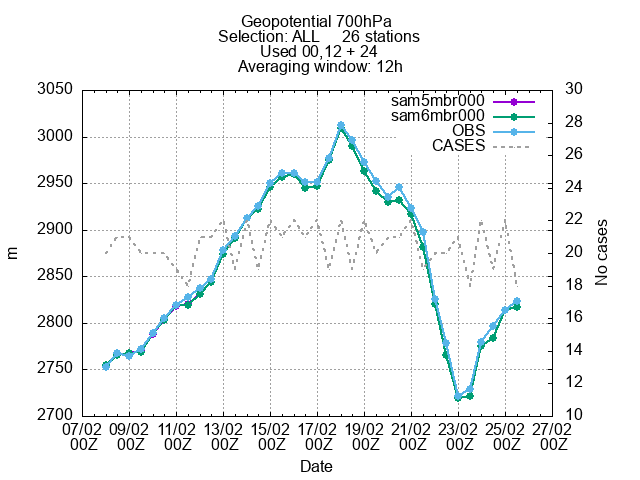 Geopotential 700hPa
Selection: ALL 26 stations
Used 00,12 + 24
Averaging window: 12h
sam5mbr000
sam6mbr000
OBS
CASES
3050
3000
2950
2900
2850
2800
2750
2700
m
30
28
26
24
22
20
18
16
14
12
10
No cases
07/02 09/02 11/02 13/02 15/02 17/02 19/02 21/02 23/02 25/02 27/02
00Z 00Z 00Z 00Z 00Z 00Z 00Z 00Z 00Z 00Z 00Z
Date